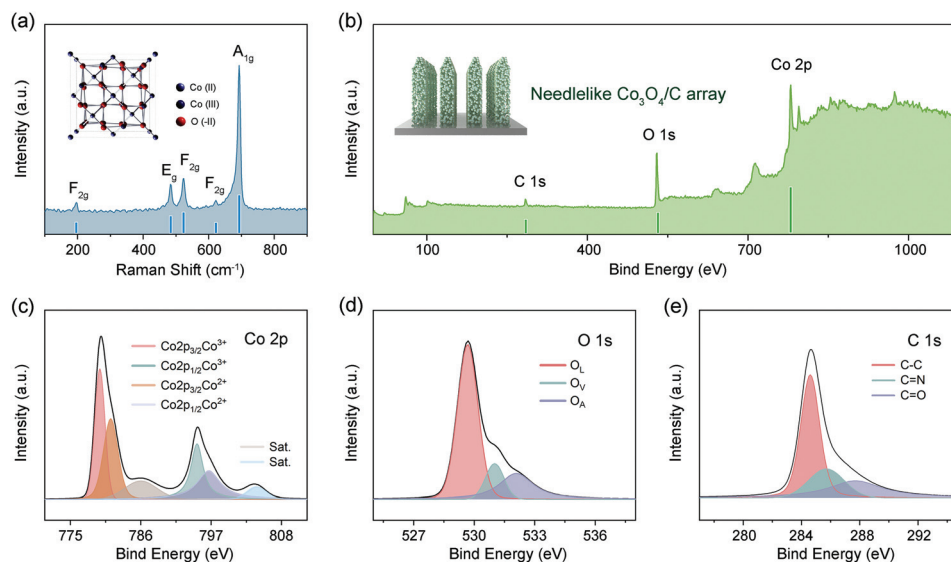 (a)
A1g
Co (II)
Co (III)
O (-II)
F2g
Eg
F2g
F2g
Intensity (a.u.)
200 400 600 800
Raman Shift (cm⁻¹)
(b)
Needlelike Co3O4/C array
Co 2p
O 1s
C 1s
Intensity (a.u.)
100 400 700 1000
Bind Energy (eV)
(c)
Co 2p
Co2p3/2Co³⁺
Co2p1/2Co³⁺
Co2p3/2Co²⁺
Co2p1/2Co²⁺
Sat.
Sat.
Intensity (a.u.)
775 786 797 808
Bind Energy (eV)
(d)
O 1s
OL
OV
OA
Intensity (a.u.)
527 530 533 536
Bind Energy (eV)
(e)
C 1s
C-C
C=N
C=O
Intensity (a.u.)
280 284 288 292
Bind Energy (eV)